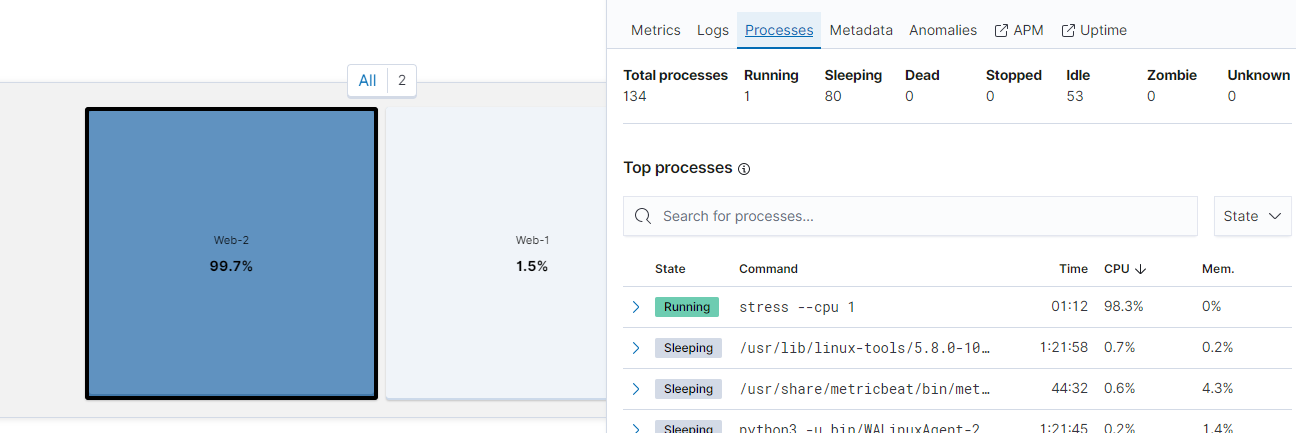 All 2
Web-2
99.7%
Web-1
1.5%
Metrics Logs Processes Metadata Anomalies APM Uptime
Total processes Running Sleeping Dead Stopped Idle Zombie Unknown
134 1 80 0 0 53 0 0
Top processes
Search for processes... State
State Command Time CPU Mem.
Running stress --cpu 1 01:12 98.3% 0%
Sleeping /usr/lib/linux-tools/5.8.0-10… 1:21:58 0.7% 0.2%
Sleeping /usr/share/metricbeat/bin/met… 44:32 0.6% 4.3%
Sleeping python3 -u bin/WALinuxAgent-2 1:21:45 0.2% 1.4%